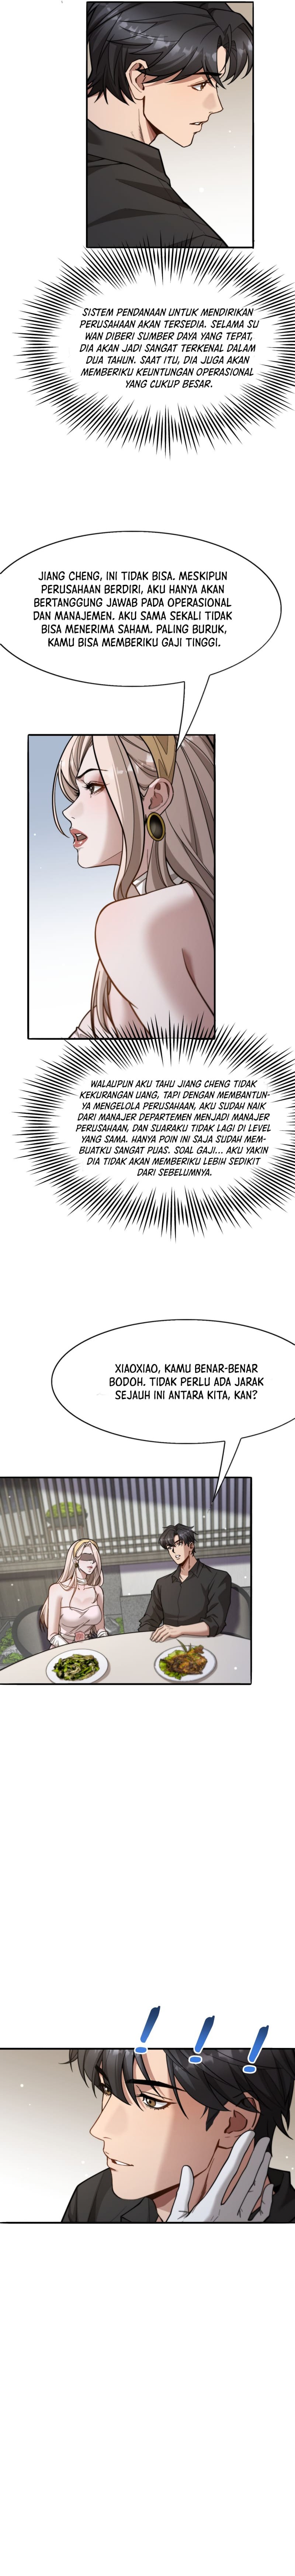 SISTEM PENDANAAN UNTUK MENDIRIKAN
PERUSAHAAN AKAN TERSEDIA. SELAMA SU
WAN DIBERI SUMBER DAYA YANG TEPAT,
DIA AKAN JADI SANGAT TERKENAL DALAM
DUA TAHUN. SAAT ITU, DIA JUGA AKAN
MEMBERIKU KEUNTUNGAN OPERASIONAL
YANG CUKUP BESAR.
JIANG CHENG, INI TIDAK BISA. MESKIPUN
PERUSAHAAN BERDIRI, AKU HANYA AKAN
BERTANGGUNG JAWAB PADA OPERASIONAL
DAN MANAJEMEN. AKU SAMA SEKALI TIDAK
BISA MENERIMA SAHAM. PALING BURUK,
KAMU BISA MEMBERIKU GAJI TINGGI.
WALAUPUN AKU TAHU JIANG CHENG TIDAK
KEKURANGAN UANG, TAPI DENGAN MEMBANTUN-
YA MENGELOLA PERUSAHAAN, AKU SUDAH NAIK
DARI MANAJER DEPARTEMEN MENJADI MANAJER
PERUSAHAAN, DAN SUARAKU TIDAK LAGI DI LEVEL
YANG SAMA. HANYA POIN INI SAJA SUDAH MEM-
BUATKU SANGAT PUAS. SOAL GAJI... AKU YAKIN
DIA TIDAK AKAN MEMBERIKU LEBIH SEDIKIT
DARI SEBELUMNYA.
XIAOXIAO, KAMU BENAR-BENAR
BODOH. TIDAK PERLU ADA JARAK
SEJAUH INI ANTARA KITA, KAN?
! ! !